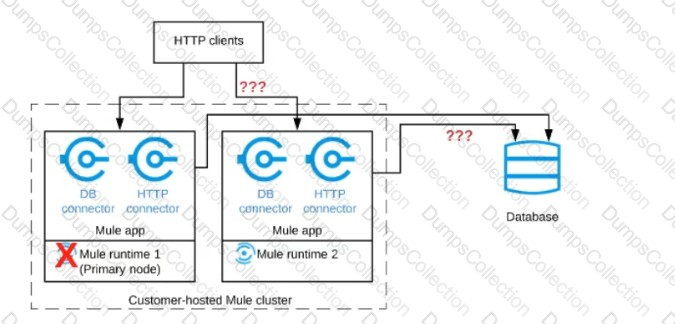 HTTP clients
???
???
DB
connector
HTTP
connector
DB
connector
HTTP
connector
Mule app
Mule app
Database
X Mule runtime 1
(Primary node)
Mule runtime 2
Customer-hosted Mule cluster
DumpsCollection